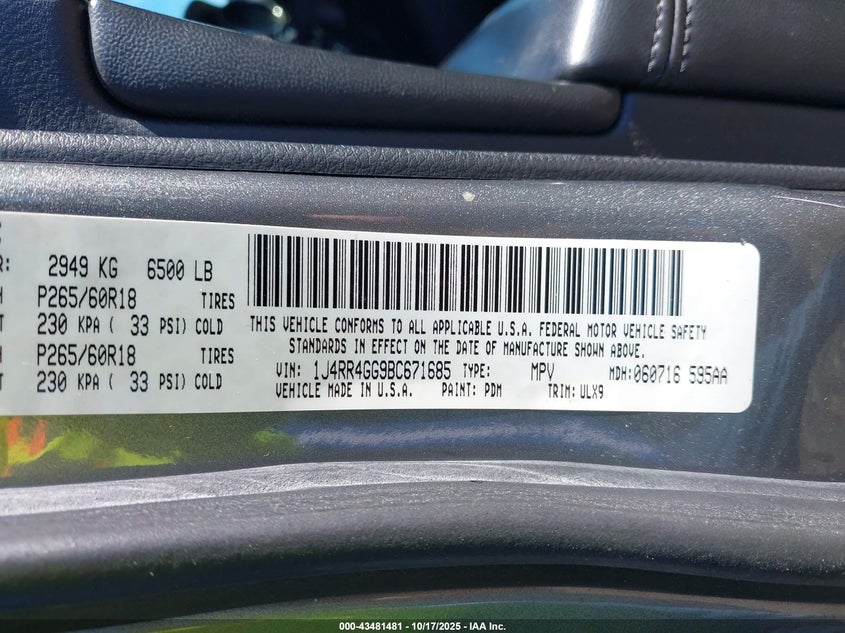 R: 2949 KG 6500 LB
P265/60R18 TIRES
T 230 KPA ( 33 PSI) COLD
P265/60R18 TIRES
T 230 KPA ( 33 PSI) COLD
THIS VEHICLE CONFORMS TO ALL APPLICABLE U.S.A. FEDERAL MOTOR VEHICLE SAFETY
STANDARDS IN EFFECT ON THE DATE OF MANUFACTURE SHOWN ABOVE.
VIN: 1J4RR4GG9BC671685 TYPE: MPV MDH:060716 595AA
VEHICLE MADE IN U.S.A. PAINT: PDM TRIM: ULX9
000-43481481 - 10/17/2025 - IAA Inc.